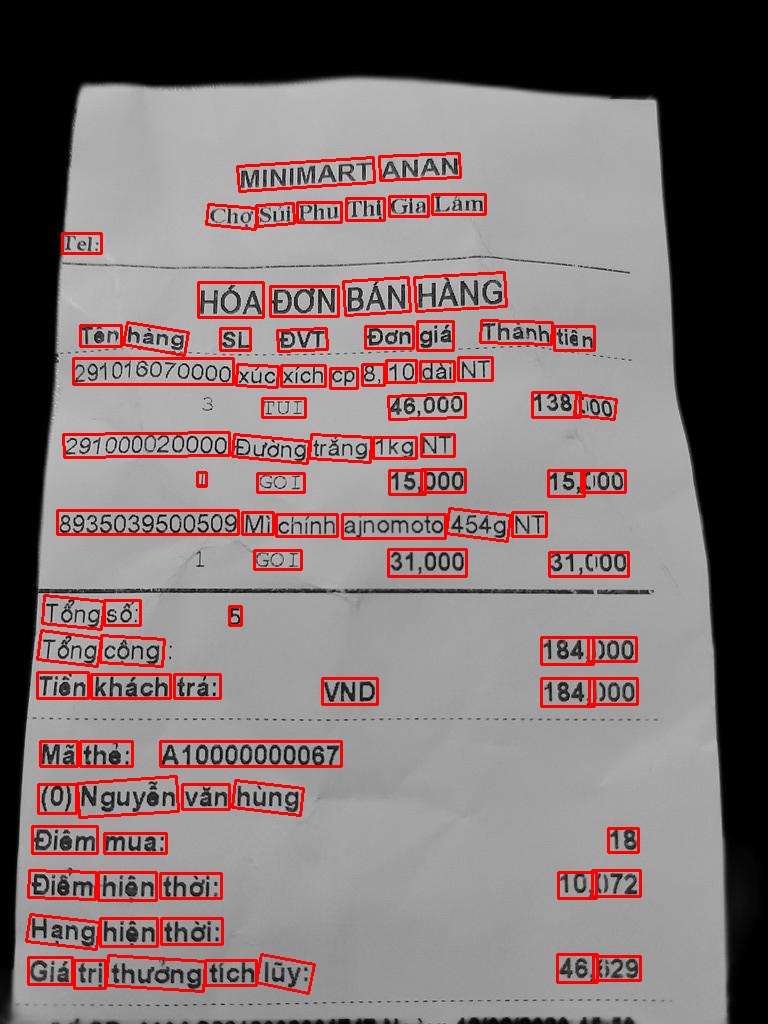 MINIMART ANAN
Chợ Sủi Phu Thị Gia Lâm
Tel:
HÓA ĐƠN BÁN HÀNG
Tên hàng SL ĐVT Đơn giá Thành tiền
291016070000 xúc xích cp 8, 10 dài NT
3 TUI 46,000 138,000
291000020000 Đường trắng 1kg NT
1 GOI 15,000 15,000
8935039500509 Mì chính ajnomoto 454g NT
1 GOI 31,000 31,000
Tổng số: 5
Tổng cộng : 184,000
Tiền khách trả: VND 184,000
Mã thẻ: A10000000067
(0) Nguyễn văn hùng
Điểm mua: 18
Điểm hiện thời: 10,072
Hạng hiện thời:
Giá trị thưởng tích lũy: 46,829